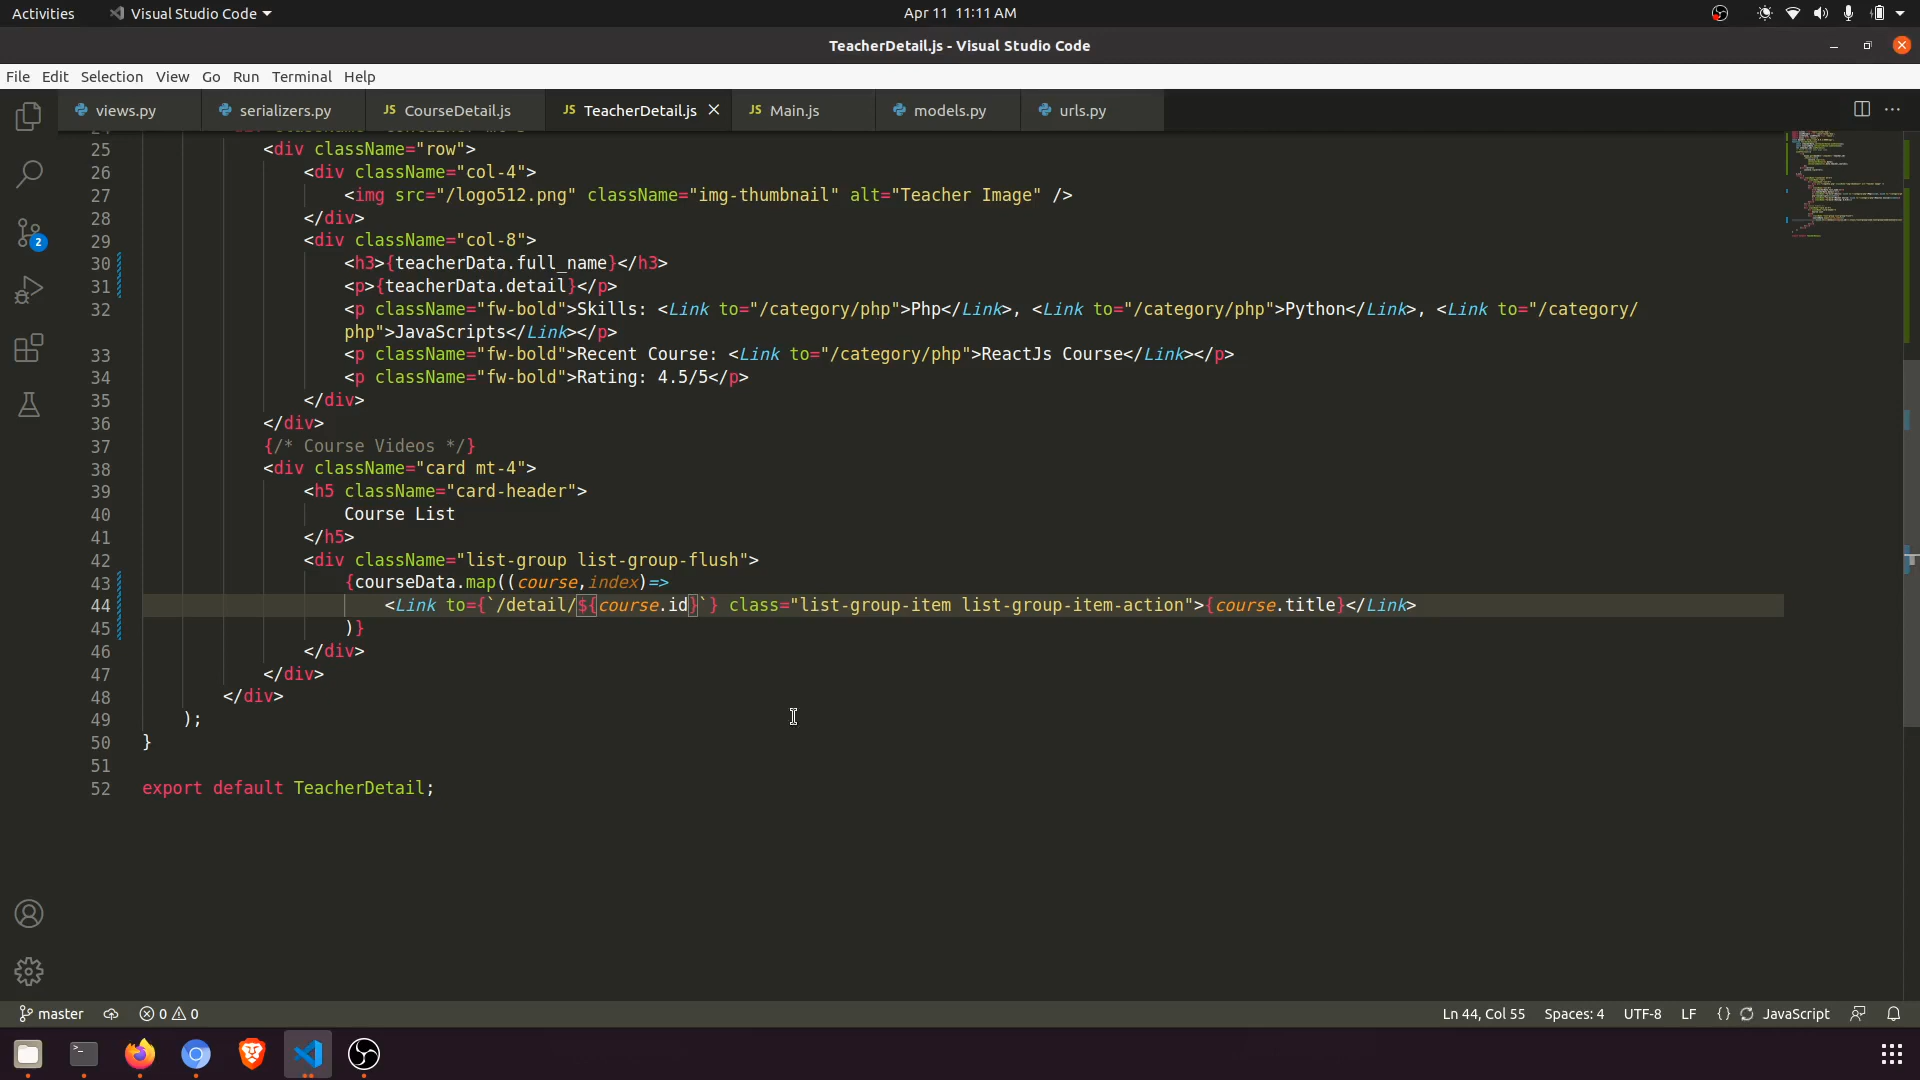 Activities
Visual Studio Code
Apr 11 11:11 AM
TeacherDetail.js - Visual Studio Code
File Edit Selection View Go Run Terminal Help
views.py
serializers.py
JS CourseDetail.js
JS TeacherDetail.js
JS Main.js
models.py
urls.py
25 <div className="row">
26 <div className="col-4">
27 <img src="/logo512.png" className="img-thumbnail" alt="Teacher Image" />
28 </div>
29 <div className="col-8">
30 <h3>{teacherData.full_name}</h3>
31 <p>{teacherData.detail}</p>
32 <p className="fw-bold">Skills: <Link to="/category/php">Php</Link>, <Link to="/category/php">Python</Link>, <Link to="/category/
php">JavaScripts</Link></p>
33 <p className="fw-bold">Recent Course: <Link to="/category/php">ReactJs Course</Link></p>
34 <p className="fw-bold">Rating: 4.5/5</p>
35 </div>
36 </div>
37 {/* Course Videos */}
38 <div className="card mt-4">
39 <h5 className="card-header">
40 Course List
41 </h5>
42 <div className="list-group list-group-flush">
43 {courseData.map((course,index)=>
44 <Link to={`/detail/${course.id}`} class="list-group-item list-group-item-action">{course.title}</Link>
45 )}
46 </div>
47 </div>
48 </div>
49 );
50 }
51
52 export default TeacherDetail;
2
master
0 0
Ln 44, Col 55
Spaces: 4
UTF-8
LF
{}
JavaScript